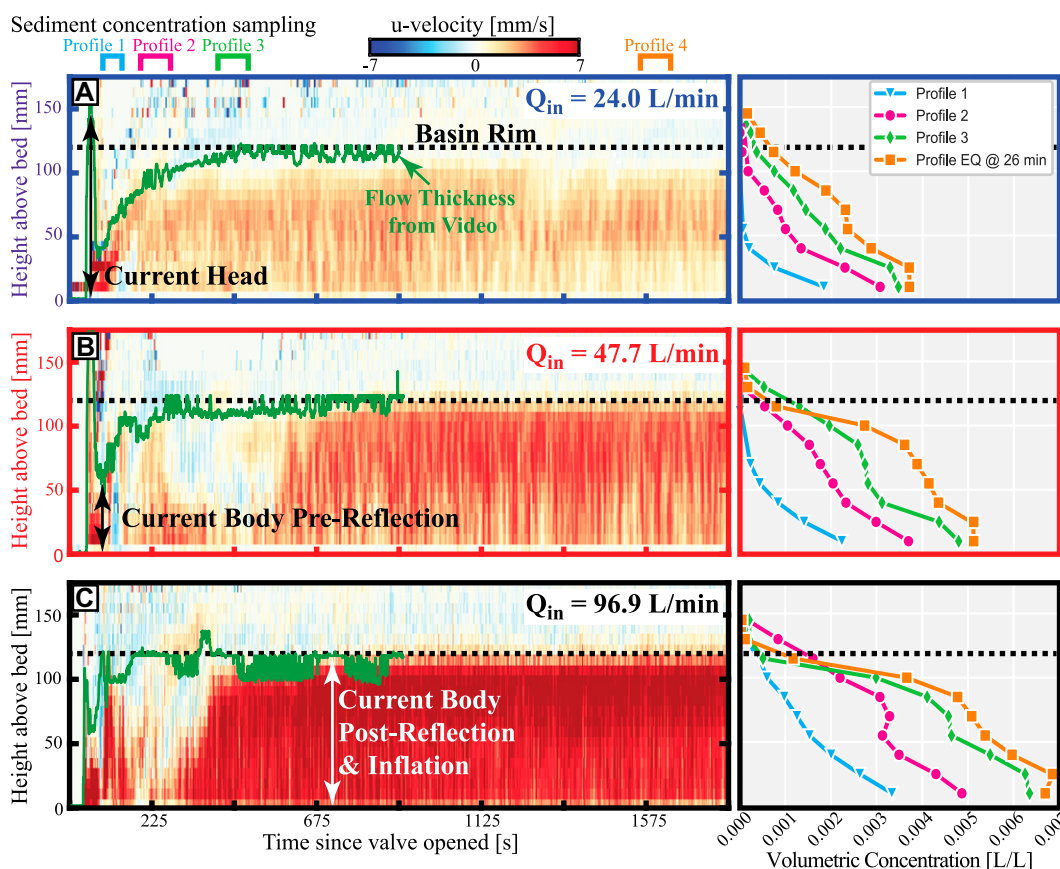 Sediment concentration sampling
u-velocity [mm/s]
Profile 1
Profile 2
Profile 3
Profile 4
-7
0
7
A
Q_in = 24.0 L/min
Basin Rim
Flow Thickness
from Video
Current Head
Height above bed [mm]
150
100
50
0
Profile 1
Profile 2
Profile 3
Profile EQ @ 26 min
B
Q_in = 47.7 L/min
Current Body Pre-Reflection
Height above bed [mm]
150
100
50
0
C
Q_in = 96.9 L/min
Current Body
Post-Reflection
& Inflation
Height above bed [mm]
150
100
50
0
225
675
1125
1575
Time since valve opened [s]
0.000
0.001
0.002
0.003
0.004
0.005
0.006
Volumetric Concentration [L/L]